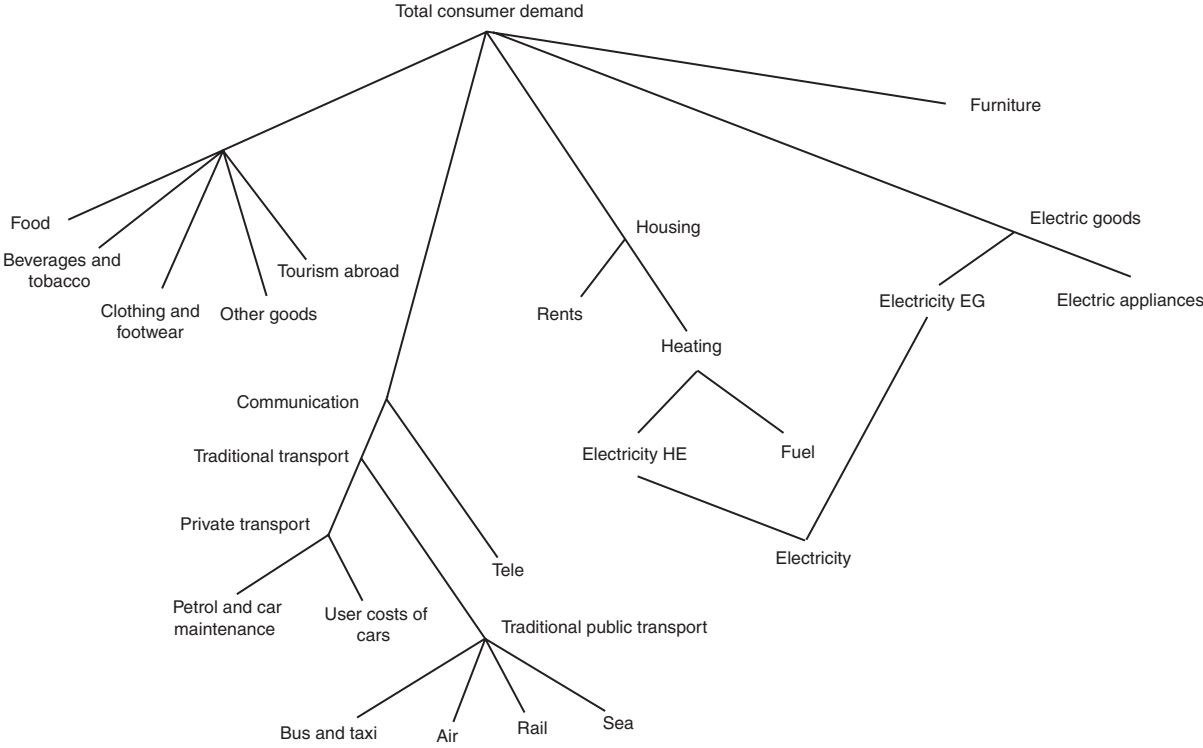 Total consumer demand
Furniture
Food
Beverages and
tobacco
Clothing and
footwear
Other goods
Tourism abroad
Housing
Rents
Heating
Electric goods
Electricity EG
Electric appliances
Communication
Traditional transport
Private transport
Electricity HE
Fuel
Electricity
Tele
Petrol and car
maintenance
User costs of
cars
Traditional public transport
Bus and taxi
Air
Rail
Sea